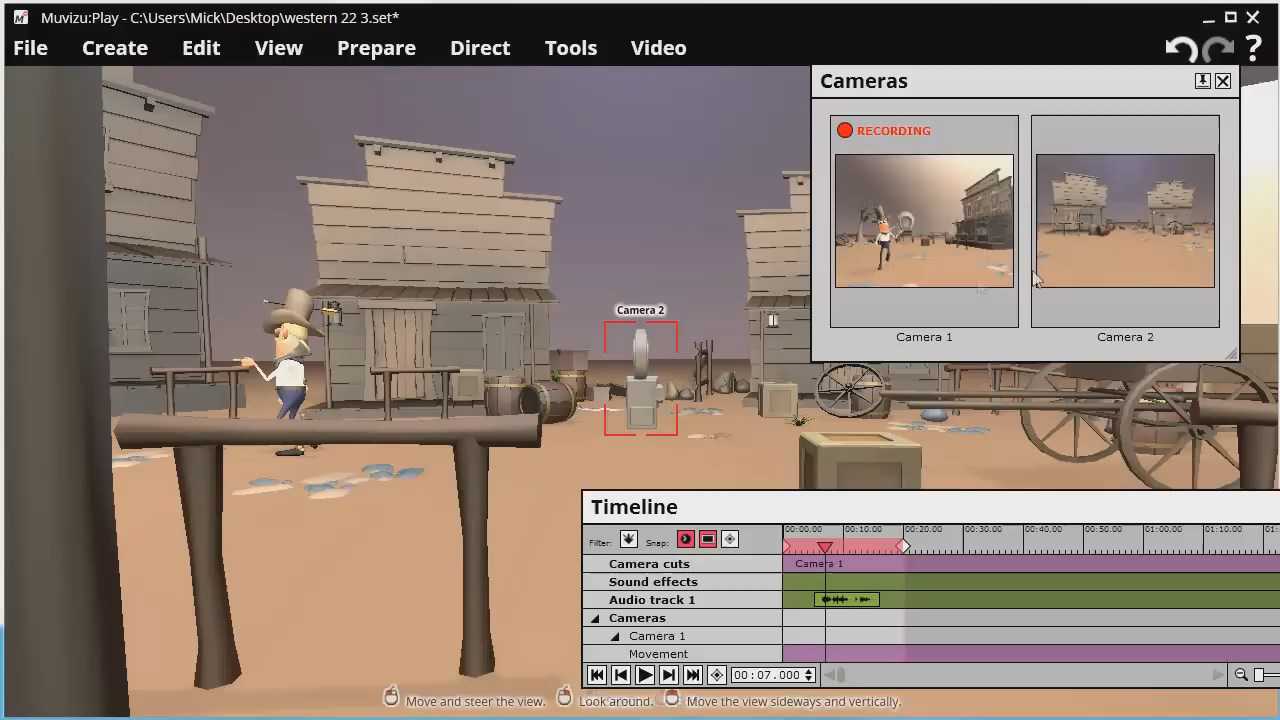 Muvizu:Play - C:\Users\Mick\Desktop\western 22 3.set*
File Create Edit View Prepare Direct Tools Video ?
Cameras
RECORDING
Camera 1 Camera 2
Camera 2
Timeline
Filter: Snap: 00:00.00 00:10.00 00:20.00 00:30.00 00:40.00 00:50.00 01:00.00 01:10.00
Camera cuts Camera 1
Sound effects
Audio track 1
Cameras
Camera 1
Movement
00:07.000
Move and steer the view. Look around. Move the view sideways and vertically.